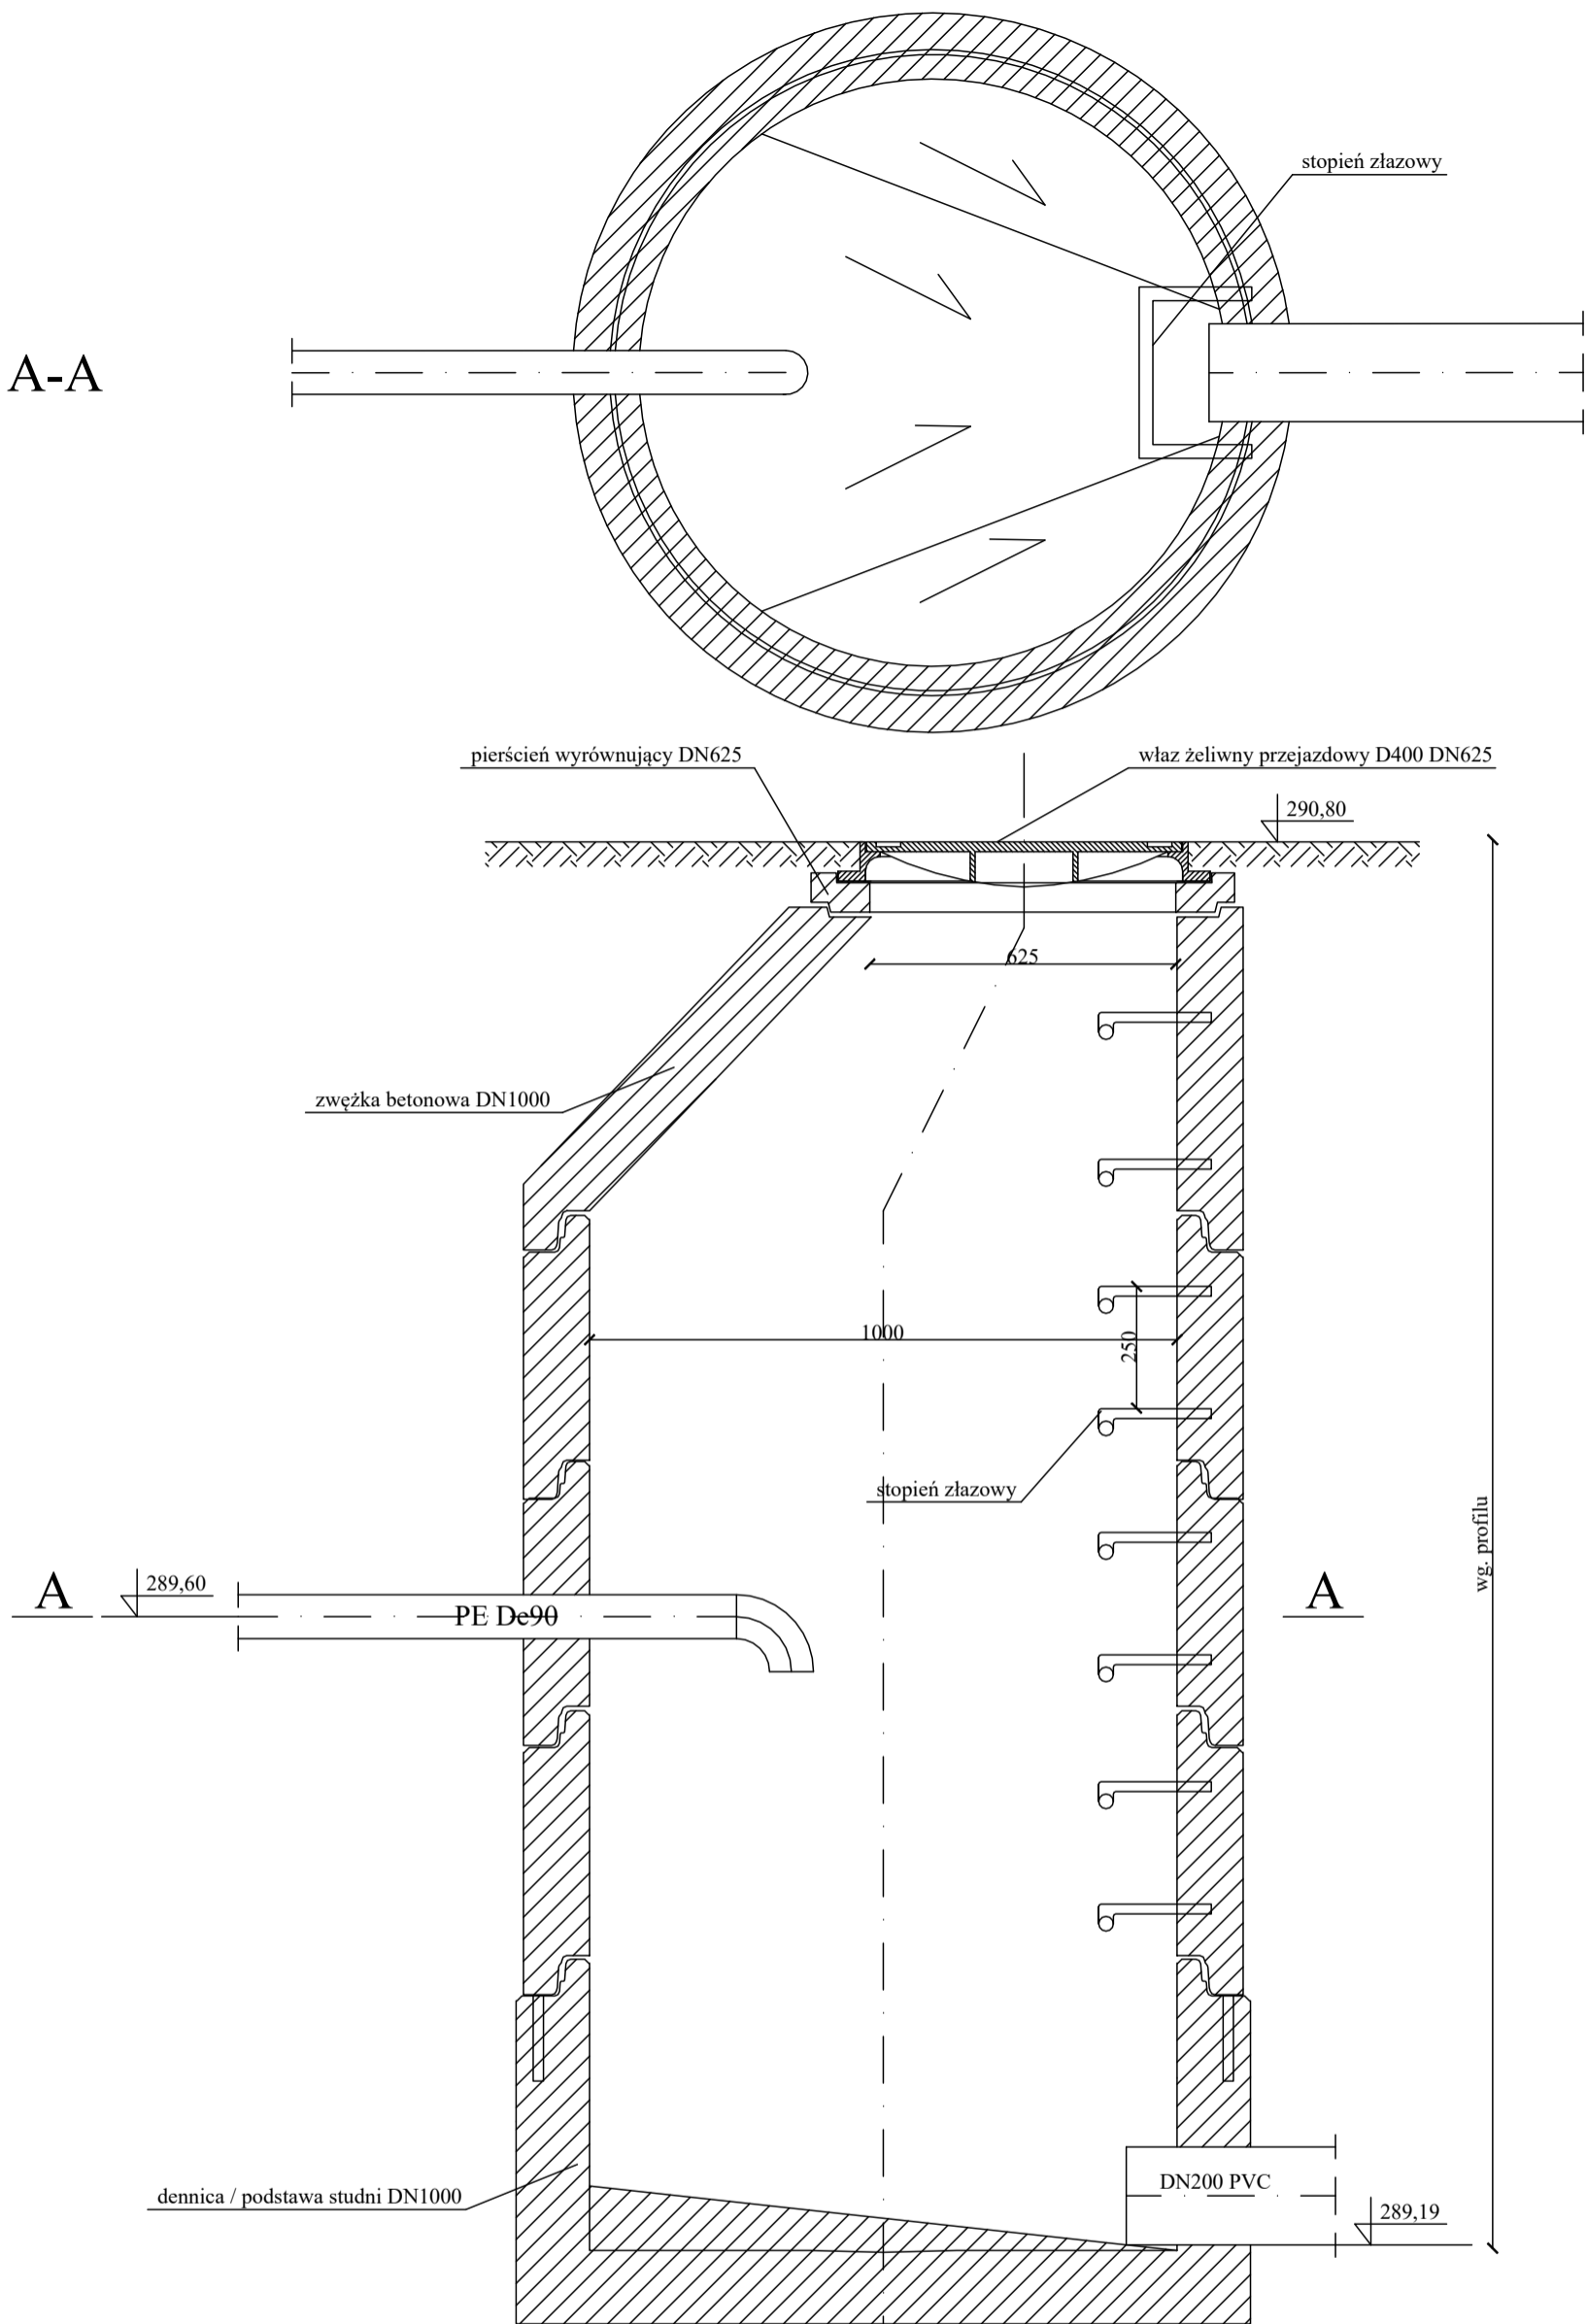 stopień złazowy
A-A
pierścień wyrównujący DN625
właz żeliwny przejazdowy D400 DN625
290,80
625
zwężka betonowa DN1000
1000
250
stopień złazowy
wg. profilu
A
289,60
PE De90
A
DN200 PVC
dennica / podstawa studni DN1000
289,19